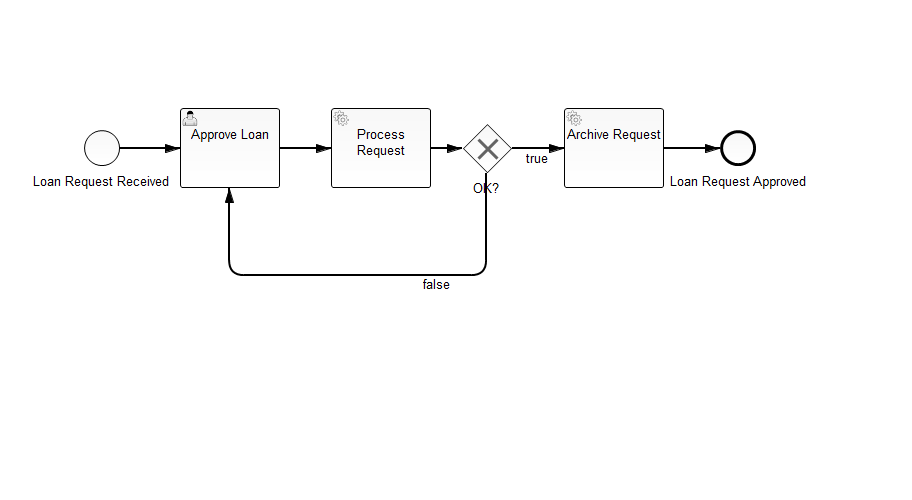 Approve Loan
Process
Request
Archive Request
true
Loan Request Received
OK?
Loan Request Approved
false